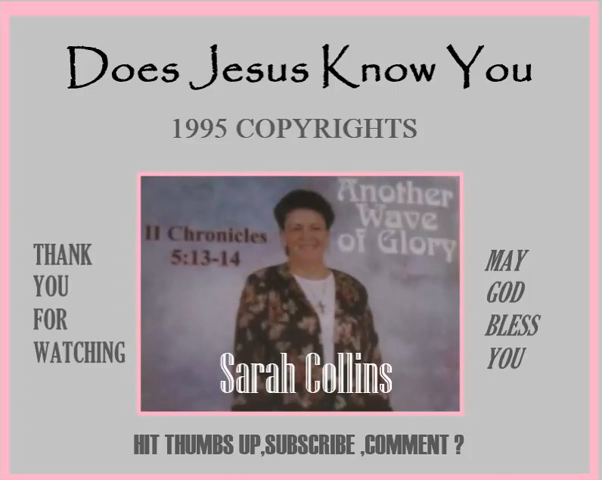 Does Jesus Know You
1995 COPYRIGHTS
Another
Wave
of Glory
II Chronicles
5:13-14
THANK
YOU
FOR
WATCHING
MAY
GOD
BLESS
YOU
Sarah Collins
HIT THUMBS UP,SUBSCRIBE ,COMMENT ?